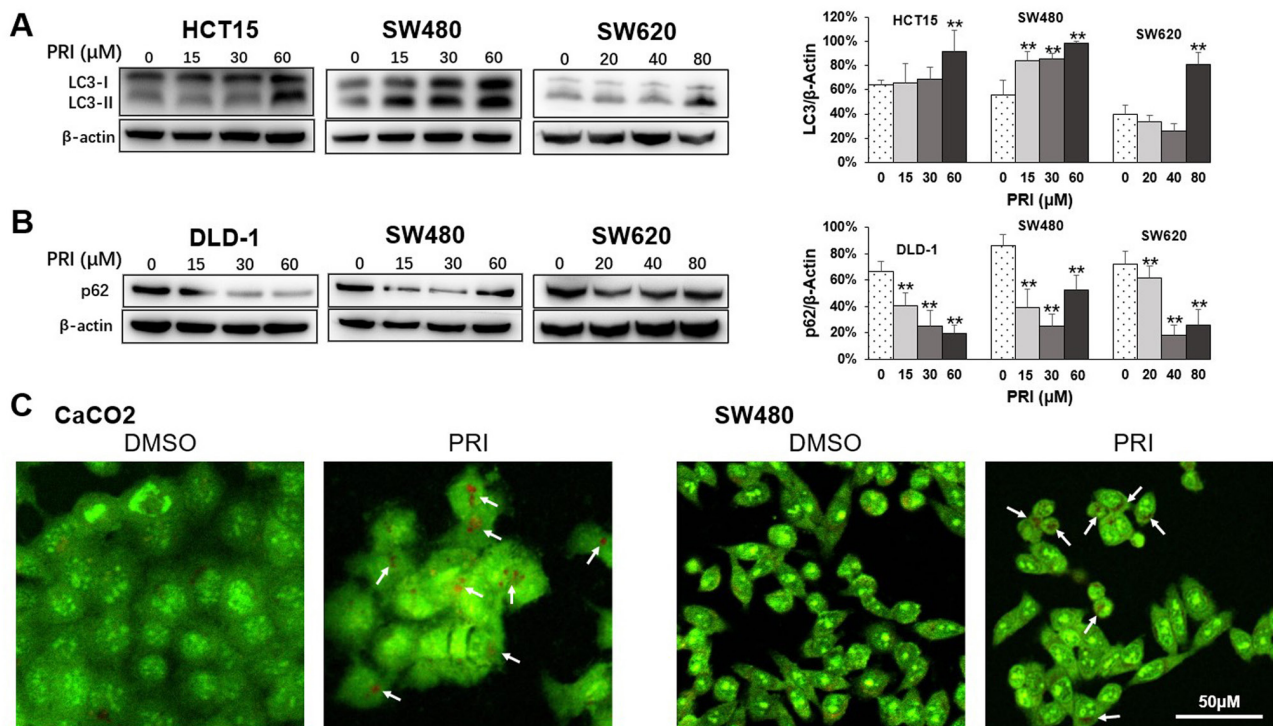 A
HCT15 SW480 SW620
PRI (μM) 0 15 30 60 0 15 30 60 0 20 40 80
LC3-I
LC3-II
β-actin
HCT15 SW480 SW620
100%
80%
60%
40%
20%
0%
LC3/β-Actin
** ** ** ** **
0 15 30 60 0 15 30 60 0 20 40 80
PRI (μM)
B
DLD-1 SW480 SW620
PRI (μM) 0 15 30 60 0 15 30 60 0 20 40 80
p62
β-actin
DLD-1 SW480 SW620
100%
80%
60%
40%
20%
0%
p62/β-Actin
** ** ** ** ** ** ** ** **
0 15 30 60 0 15 30 60 0 20 40 80
PRI (μM)
C
CaCO2 SW480
DMSO PRI DMSO PRI
50μM